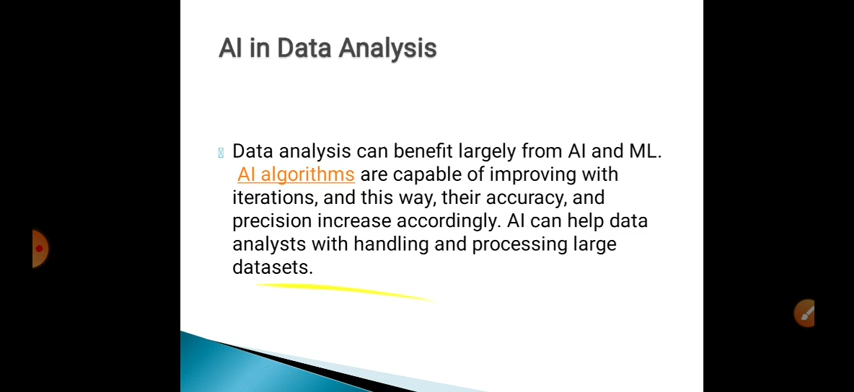 AI in Data Analysis
Data analysis can benefit largely from AI and ML.
AI algorithms are capable of improving with
iterations, and this way, their accuracy, and
precision increase accordingly. AI can help data
analysts with handling and processing large
datasets.